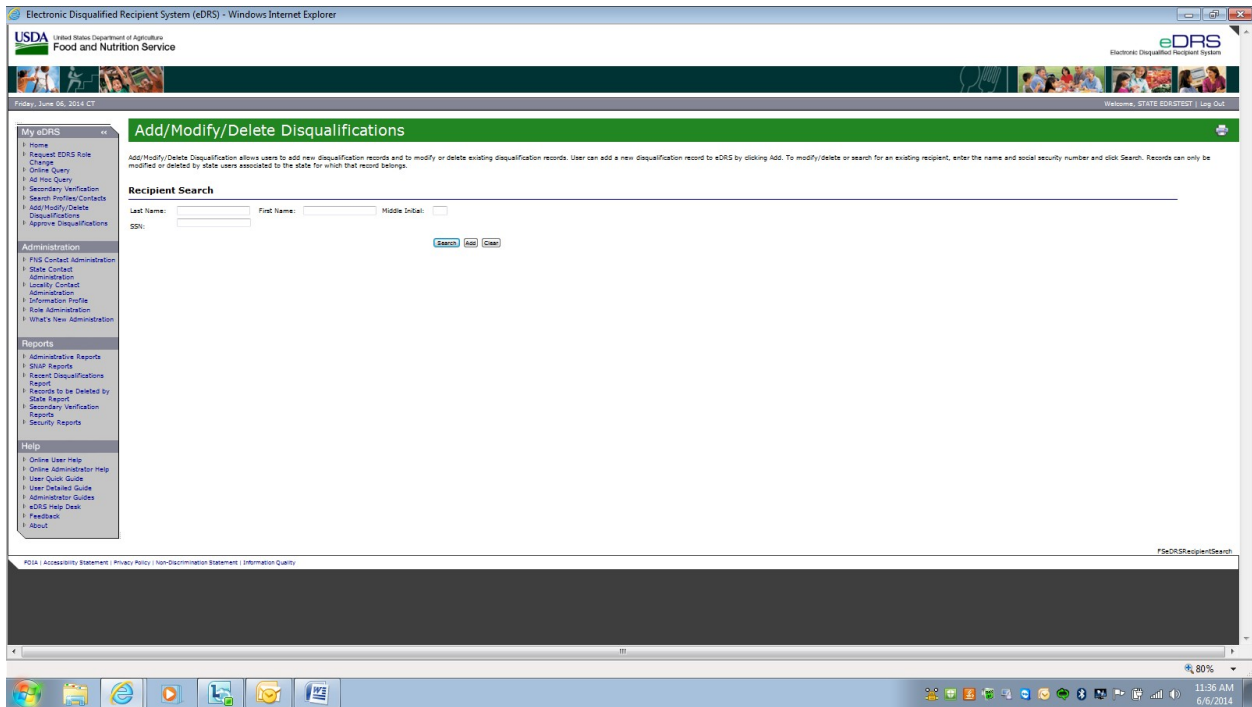 Electronic Disqualified Recipient System (eDRS) - Windows Internet Explorer
USDA United States Department of Agriculture
Food and Nutrition Service
eDRS
Electronic Disqualified Recipient System
Friday, June 06, 2014 CT
Welcome, STATE EDRSTEST | Log Out
My eDRS <<
Home
Request EDRS Role
Change
Online Query
Ad Hoc Query
Secondary Verification
Search Profiles/Contacts
Add/Modify/Delete
Disqualifications
Approve Disqualifications
Administration
FNS Contact Administration
State Contact
Administration
Locality Contact
Administration
Information Profile
Role Administration
What's New Administration
Reports
Administrative Reports
SNAP Reports
Recent Disqualifications
Report
Records to be Deleted by
State Report
Secondary Verification
Reports
Security Reports
Help
Online User Help
Online Administrator Help
User Quick Guide
User Detailed Guide
Administrator Guides
eDRS Help Desk
Feedback
About
Add/Modify/Delete Disqualifications
Add/Modify/Delete Disqualification allows users to add new disqualification records and to modify or delete existing disqualification records. User can add a new disqualification record to eDRS by clicking Add. To modify/delete or search for an existing recipient, enter the name and social security number and click Search. Records can only be
modified or deleted by state users associated to the state for which that record belongs.
Recipient Search
Last Name: First Name: Middle Initial:
SSN:
Search Add Clear
FSeDRSRecipientSearch
FOIA | Accessibility Statement | Privacy Policy | Non-Discrimination Statement | Information Quality
80%
11:36 AM
6/6/2014